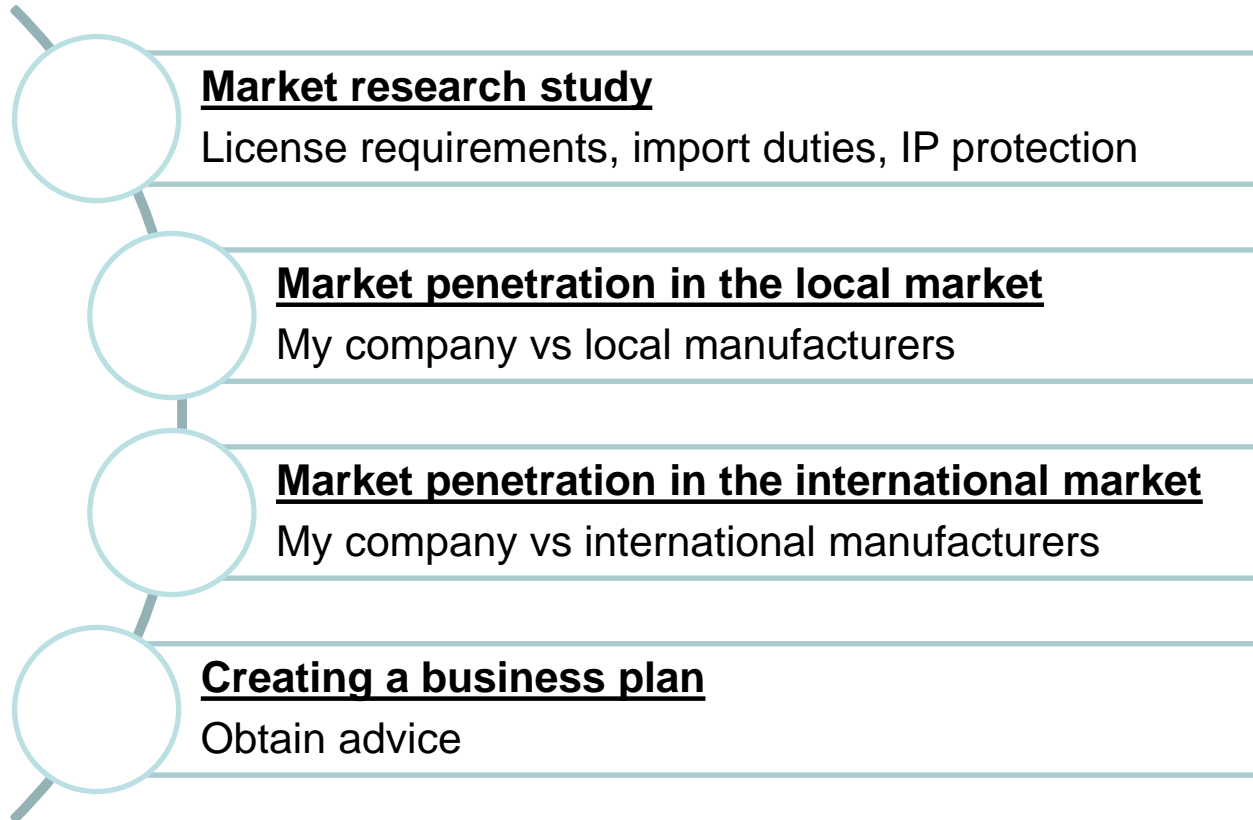 Market research study
License requirements, import duties, IP protection
Market penetration in the local market
My company vs local manufacturers
Market penetration in the international market
My company vs international manufacturers
Creating a business plan
Obtain advice